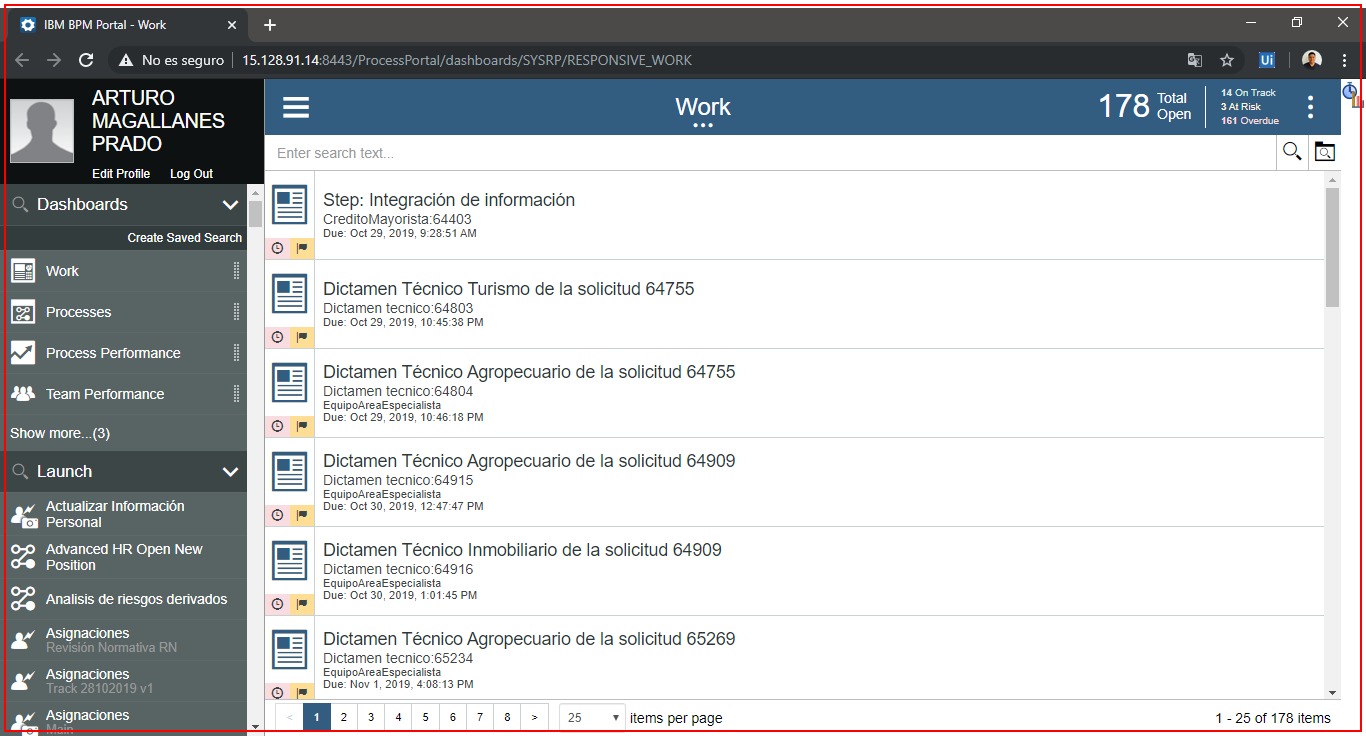 IBM BPM Portal - Work
No es seguro
15.128.91.14:8443/ProcessPortal/dashboards/SYSRP/RESPONSIVE_WORK
Ui
ARTURO
MAGALLANES
PRADO
Edit Profile
Log Out
Dashboards
Create Saved Search
Work
Processes
Process Performance
Team Performance
Show more...(3)
Launch
Actualizar Información
Personal
Advanced HR Open New
Position
Analisis de riesgos derivados
Asignaciones
Revisión Normativa RN
Asignaciones
Track 28102019 v1
Asignaciones
Main
Work
178
Total
Open
14 On Track
3 At Risk
161 Overdue
Enter search text...
Step: Integración de información
CreditoMayorista:64403
Due: Oct 29, 2019, 9:28:51 AM
Dictamen Técnico Turismo de la solicitud 64755
Dictamen tecnico:64803
Due: Oct 29, 2019, 10:45:38 PM
Dictamen Técnico Agropecuario de la solicitud 64755
Dictamen tecnico:64804
EquipoAreaEspecialista
Due: Oct 29, 2019, 10:46:18 PM
Dictamen Técnico Agropecuario de la solicitud 64909
Dictamen tecnico:64915
EquipoAreaEspecialista
Due: Oct 30, 2019, 12:47:47 PM
Dictamen Técnico Inmobiliario de la solicitud 64909
Dictamen tecnico:64916
EquipoAreaEspecialista
Due: Oct 30, 2019, 1:01:45 PM
Dictamen Técnico Agropecuario de la solicitud 65269
Dictamen tecnico:65234
EquipoAreaEspecialista
Due: Nov 1, 2019, 4:08:13 PM
< 1 2 3 4 5 6 7 8 > 25 items per page
1 - 25 of 178 items